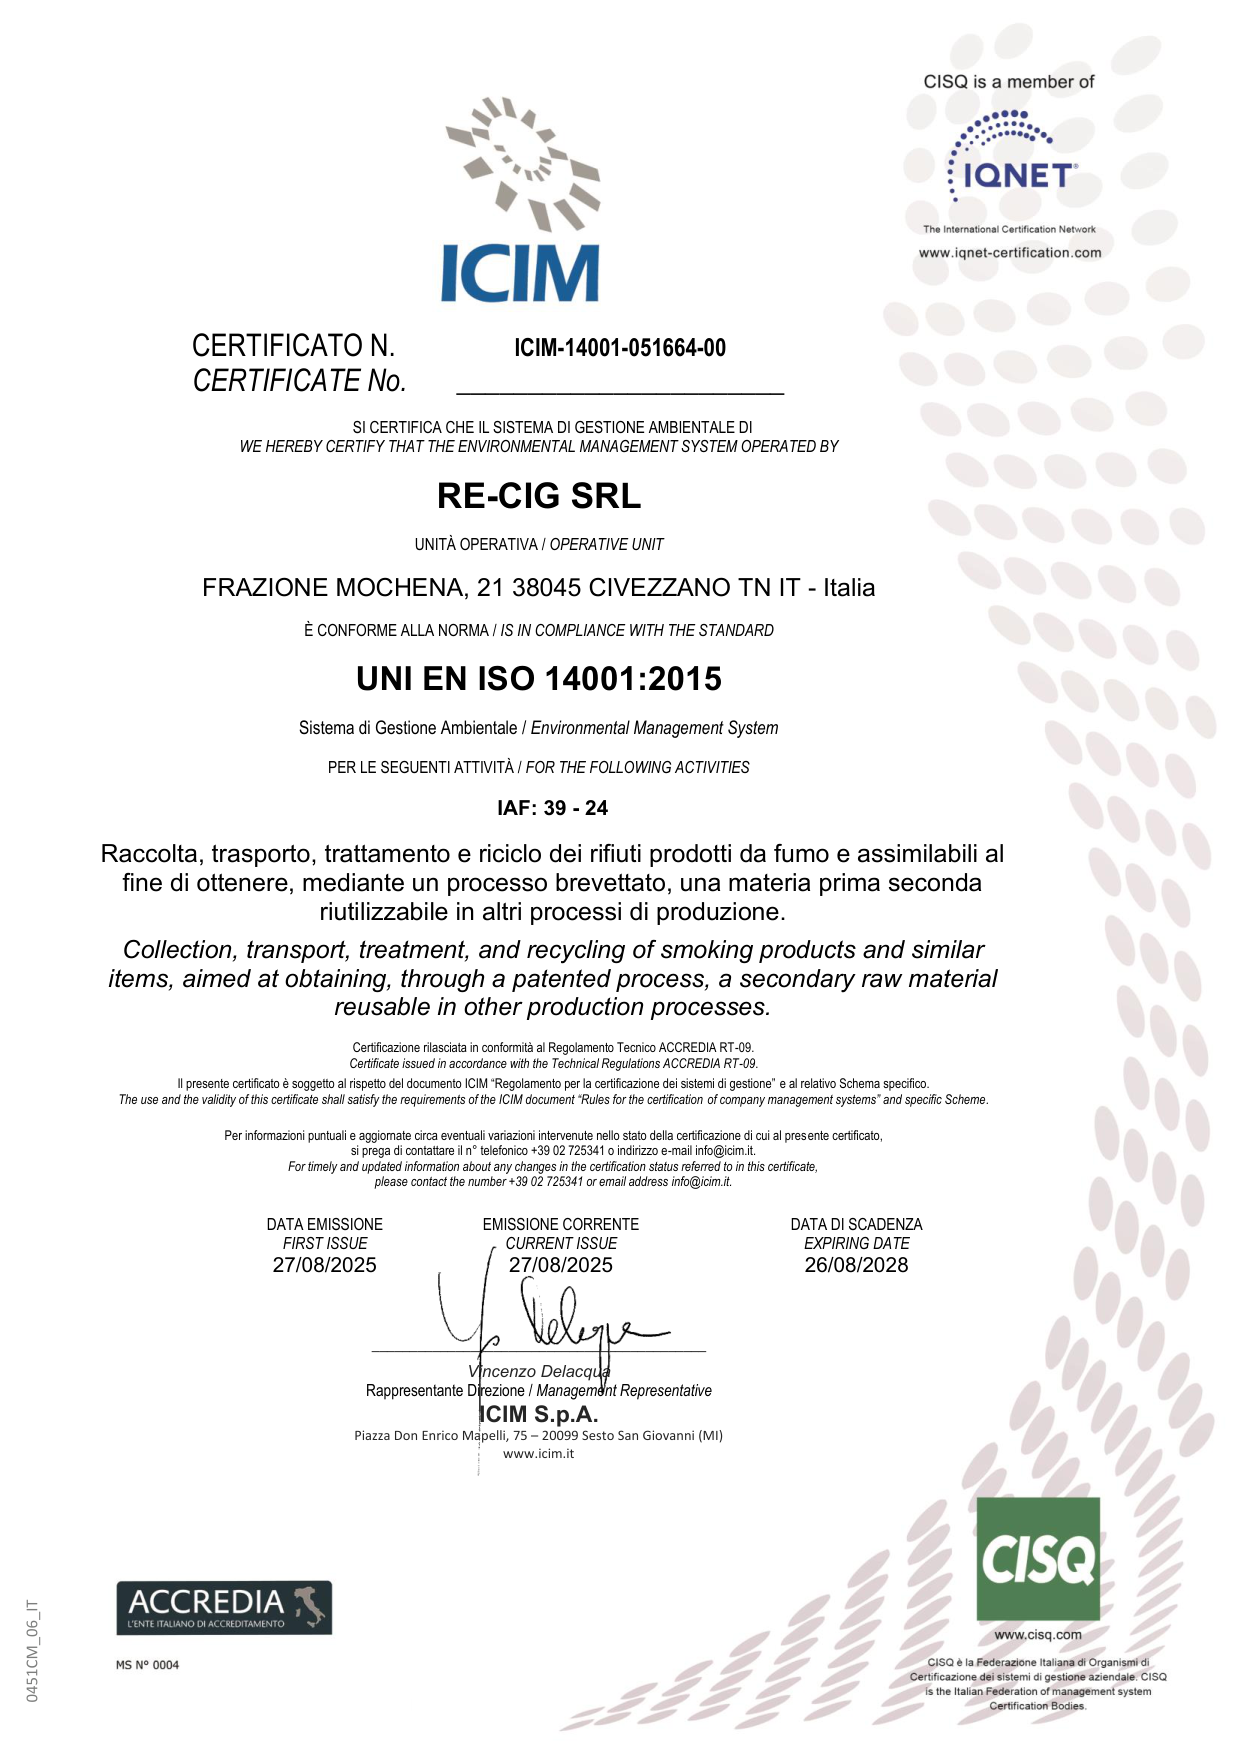 CISQ is a member of
IQNET®
The International Certification Network
www.iqnet-certification.com
ICIM
CERTIFICATO N.
CERTIFICATE No.
ICIM-14001-051664-00
SI CERTIFICA CHE IL SISTEMA DI GESTIONE AMBIENTALE DI
WE HEREBY CERTIFY THAT THE ENVIRONMENTAL MANAGEMENT SYSTEM OPERATED BY
RE-CIG SRL
UNITÀ OPERATIVA / OPERATIVE UNIT
FRAZIONE MOCHENA, 21 38045 CIVEZZANO TN IT - Italia
È CONFORME ALLA NORMA / IS IN COMPLIANCE WITH THE STANDARD
UNI EN ISO 14001:2015
Sistema di Gestione Ambientale / Environmental Management System
PER LE SEGUENTI ATTIVITÀ / FOR THE FOLLOWING ACTIVITIES
IAF: 39 - 24
Raccolta, trasporto, trattamento e riciclo dei rifiuti prodotti da fumo e assimilabili al
fine di ottenere, mediante un processo brevettato, una materia prima seconda
riutilizzabile in altri processi di produzione.
Collection, transport, treatment, and recycling of smoking products and similar
items, aimed at obtaining, through a patented process, a secondary raw material
reusable in other production processes.
Certificazione rilasciata in conformità al Regolamento Tecnico ACCREDIA RT-09.
Certificate issued in accordance with the Technical Regulations ACCREDIA RT-09.
Il presente certificato è soggetto al rispetto del documento ICIM “Regolamento per la certificazione dei sistemi di gestione” e al relativo Schema specifico.
The use and the validity of this certificate shall satisfy the requirements of the ICIM document “Rules for the certification of company management systems” and specific Scheme.
Per informazioni puntuali e aggiornate circa eventuali variazioni intervenute nello stato della certificazione di cui al presente certificato,
si prega di contattare il n° telefonico +39 02 725341 o indirizzo e-mail info@icim.it.
For timely and updated information about any changes in the certification status referred to in this certificate,
please contact the number +39 02 725341 or email address info@icim.it.
DATA EMISSIONE
FIRST ISSUE
27/08/2025
EMISSIONE CORRENTE
CURRENT ISSUE
27/08/2025
DATA DI SCADENZA
EXPIRING DATE
26/08/2028
Vincenzo Delacqua
Rappresentante Direzione / Management Representative
ICIM S.p.A.
Piazza Don Enrico Mapelli, 75 – 20099 Sesto San Giovanni (MI)
www.icim.it
ACCREDIA
L'ENTE ITALIANO DI ACCREDITAMENTO
MS N° 0004
0451CM_06_IT
CISQ
www.cisq.com
CISQ è la Federazione Italiana di Organismi di
Certificazione dei sistemi di gestione aziendale. CISQ
is the Italian Federation of management system
Certification Bodies.